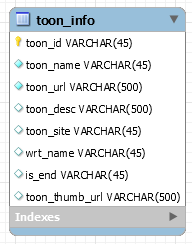 toon_info
toon_id VARCHAR(45)
toon_name VARCHAR(45)
toon_url VARCHAR(500)
toon_desc VARCHAR(500)
toon_site VARCHAR(45)
wrt_name VARCHAR(45)
is_end VARCHAR(45)
toon_thumb_url VARCHAR(500)
Indexes